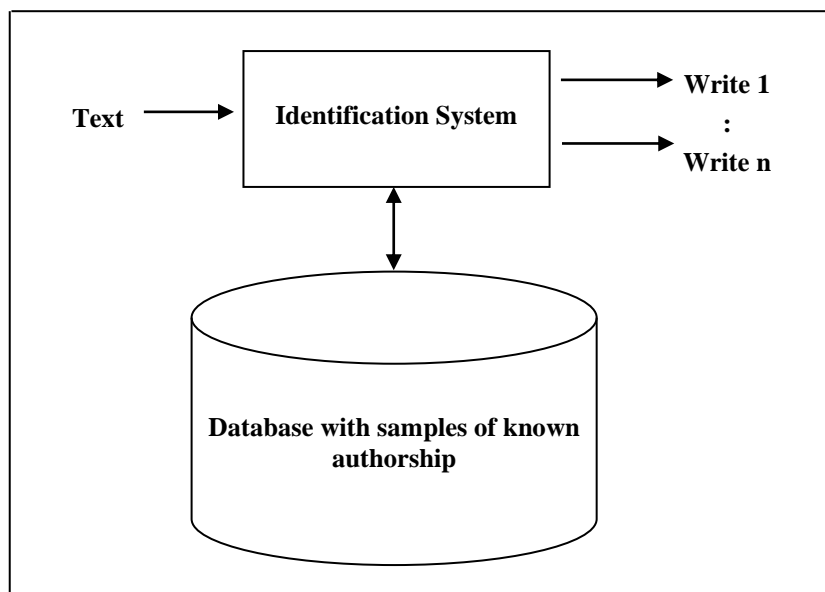 Text
Identification System
Write 1
:
Write n
Database with samples of known
authorship